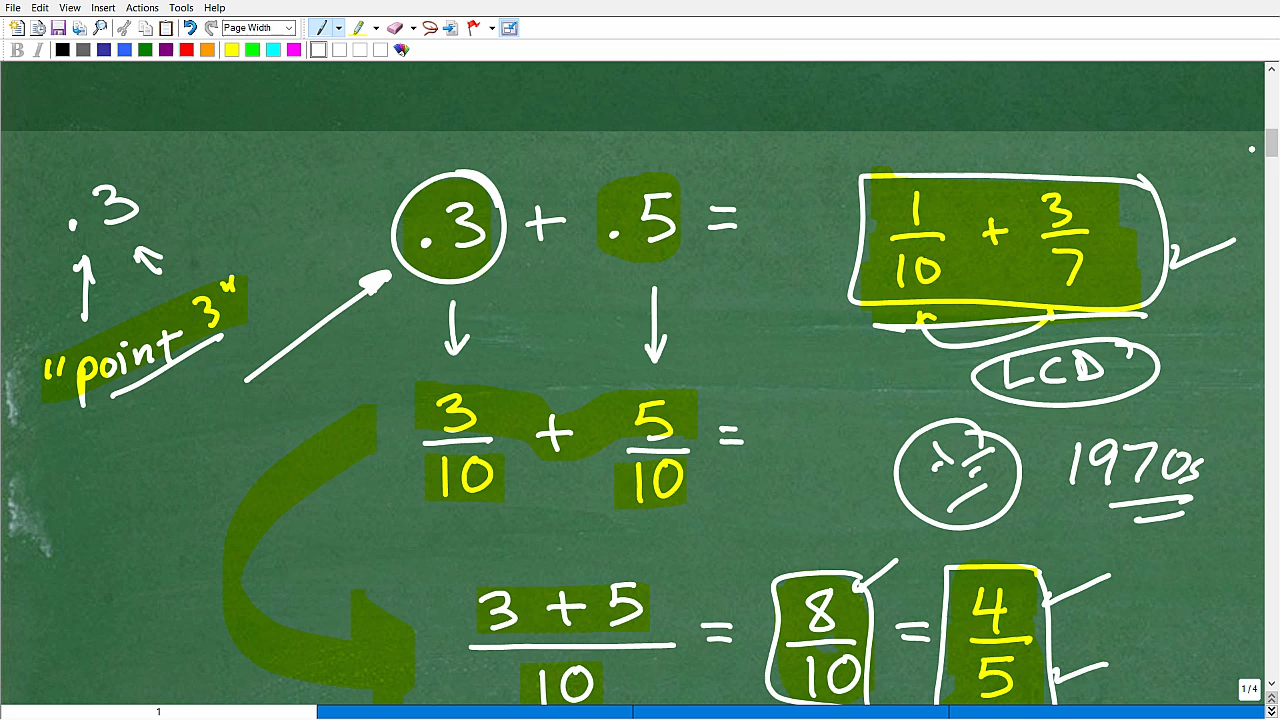 File Edit View Insert Actions Tools Help
Page Width
B I
.3
"point 3"
.3 + .5 =
1/10 + 3/7
LCD
3/10 + 5/10 =
1970s
3 + 5/10 = 8/10 = 4/5
1/4
1